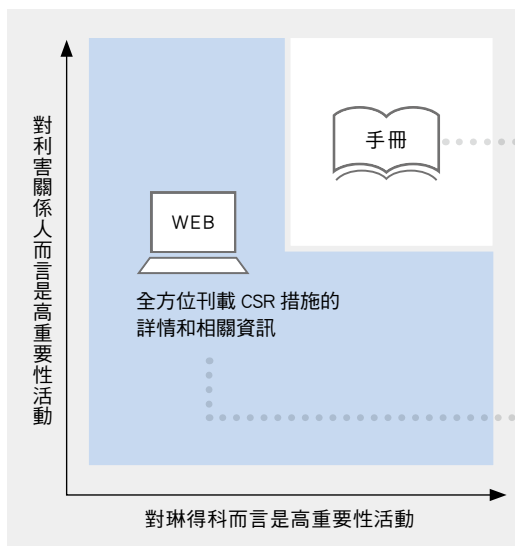 對利害關係人而言是高重要性活動
手冊
WEB
全方位刊載 CSR 措施的
詳情和相關資訊
對琳得科而言是高重要性活動